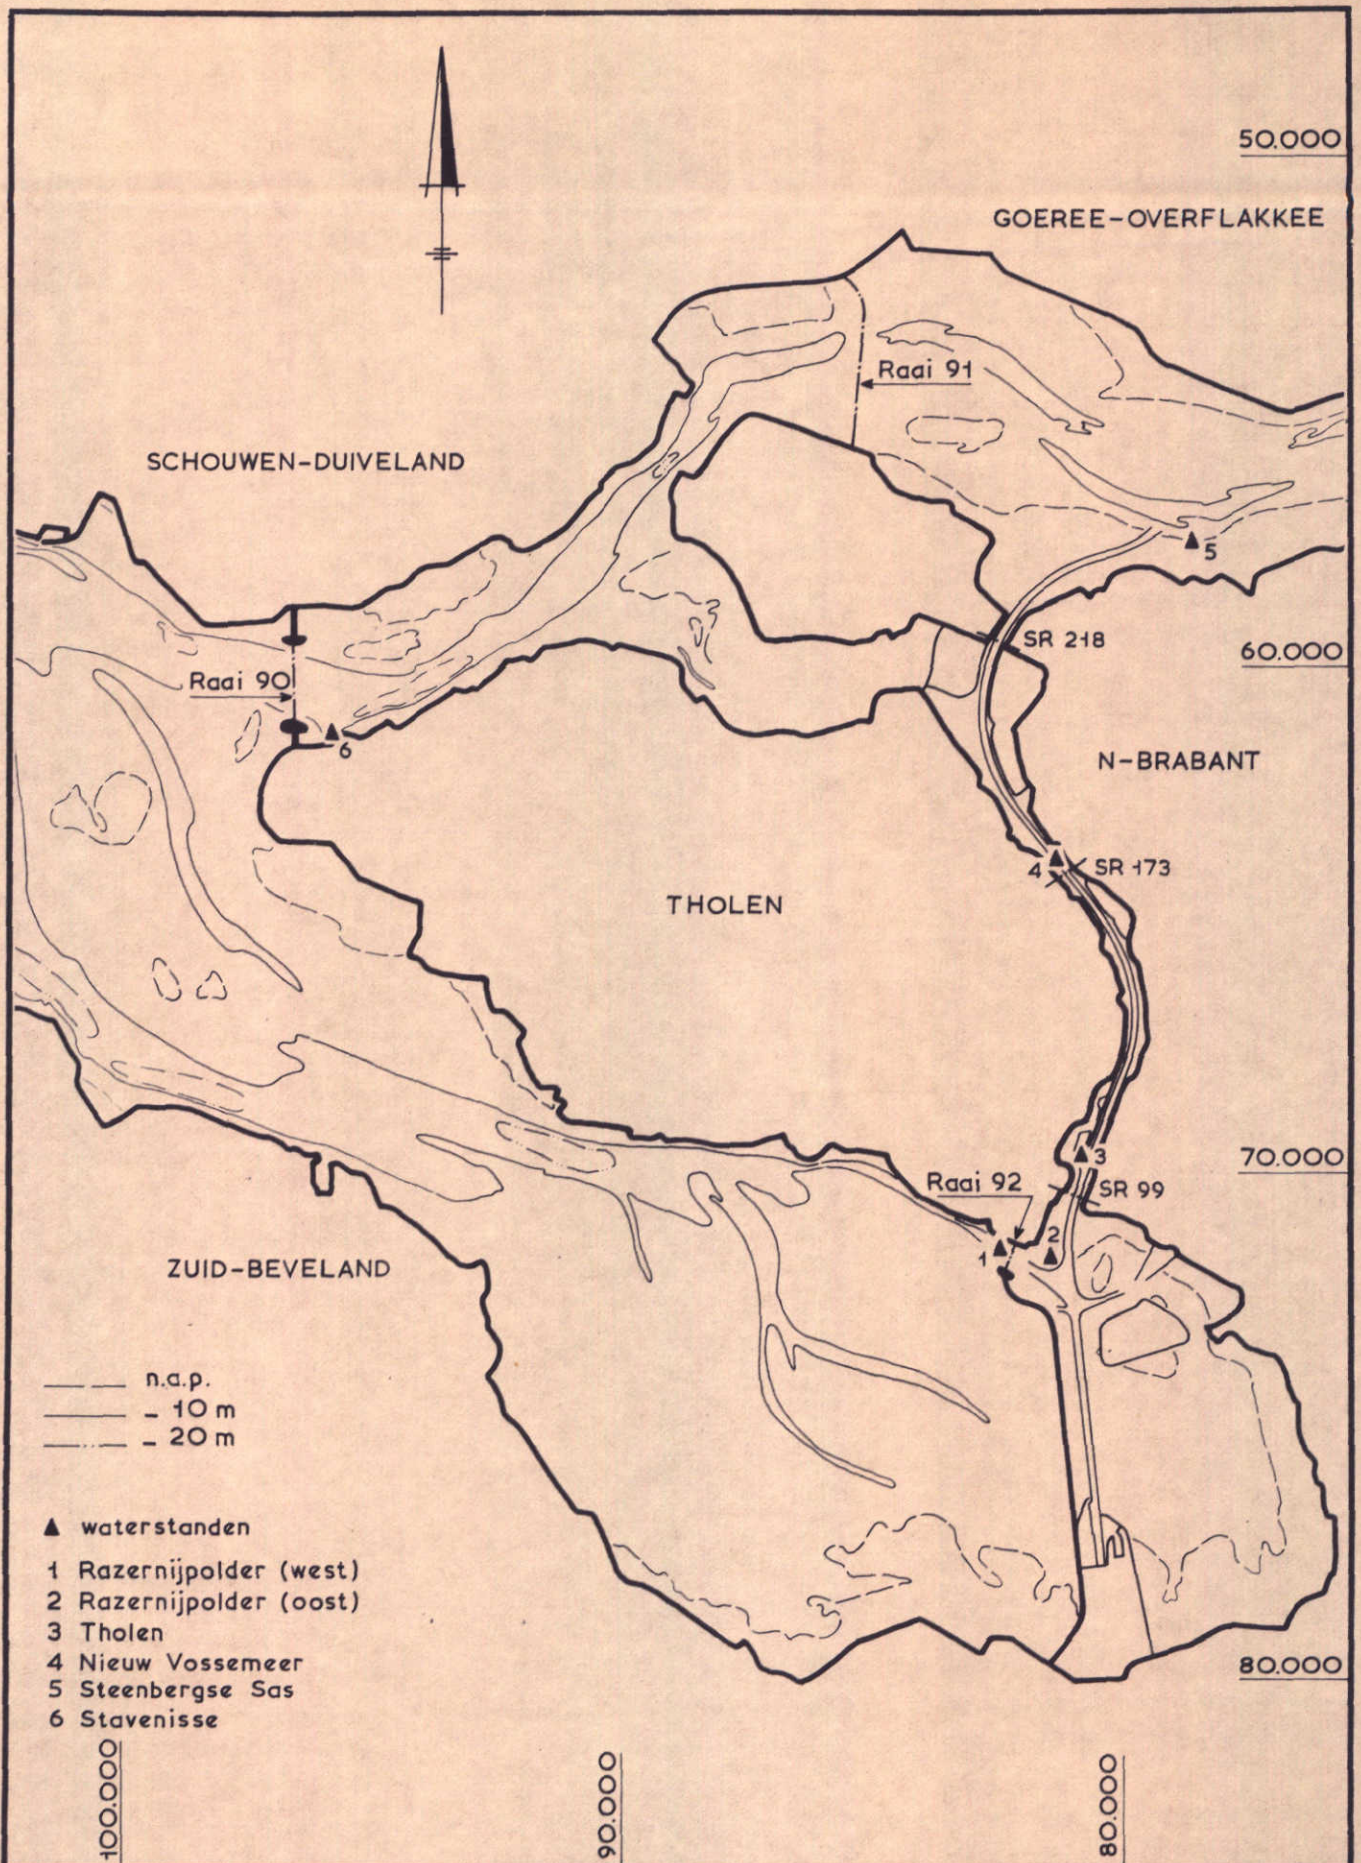 50.000
GOEREE-OVERFLAKKEE
Raai 91
SCHOUWEN-DUIVELAND
5
SR 218
60.000
Raai 90
6
N-BRABANT
4
SR 173
THOLEN
3
70.000
Raai 92
SR 99
2
1
ZUID-BEVELAND
n.a.p.
- 10 m
- 20 m
▲ waterstanden
1 Razernijpolder (west)
2 Razernijpolder (oost)
3 Tholen
4 Nieuw Vossemeer
5 Steenbergse Sas
6 Stavenisse
80.000
100.000
90.000
80.000